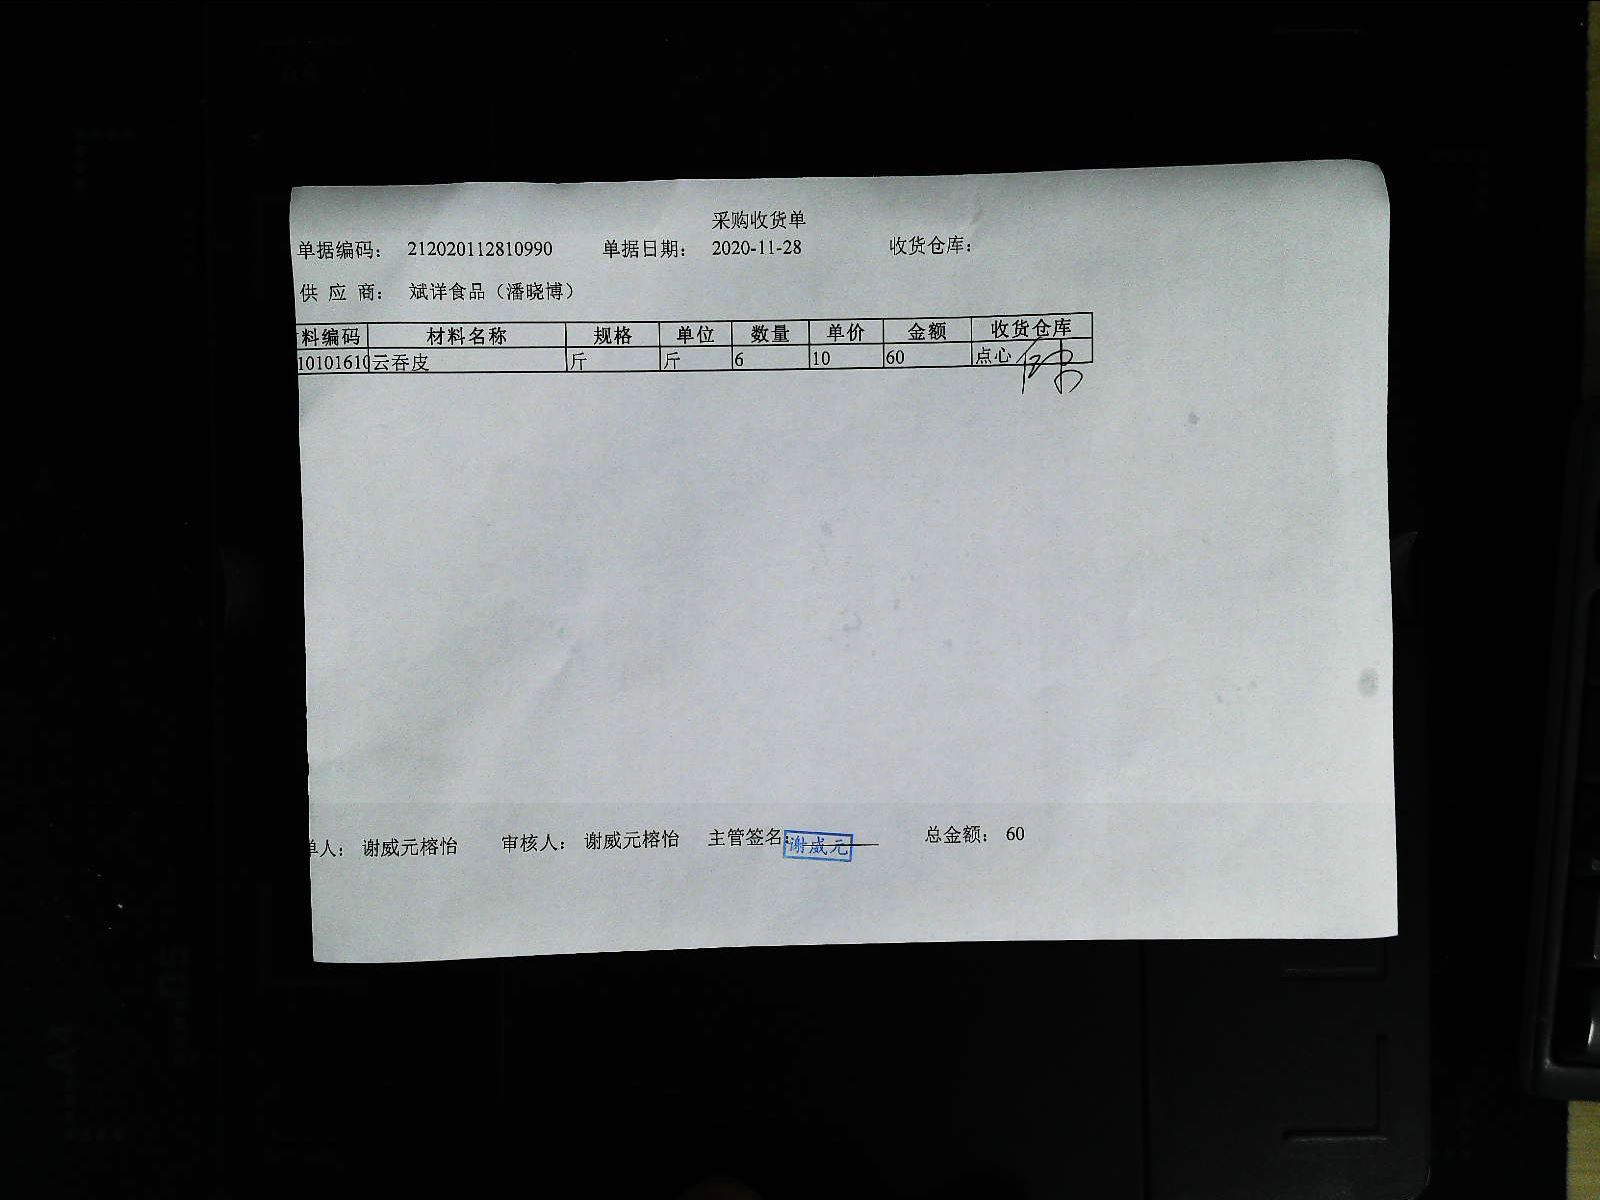 采购收货单
单据编码： 212020112810990 单据日期： 2020-11-28 收货仓库：
供 应 商： 斌详食品（潘晓博）
料编码 材料名称 规格 单位 数量 单价 金额 收货仓库
10101610 云吞皮 斤 斤 6 10 60 点心
单人： 谢威元榕怡 审核人： 谢威元榕怡 主管签名： 谢威元 总金额： 60